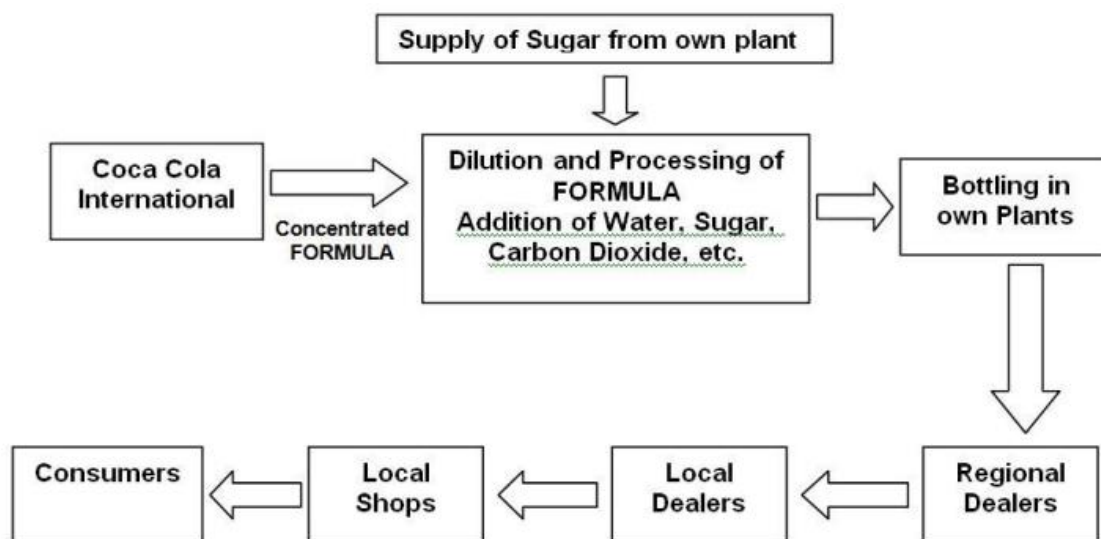 Supply of Sugar from own plant
Coca Cola
International
Concentrated
FORMULA
Dilution and Processing of
FORMULA
Addition of Water, Sugar,
Carbon Dioxide, etc.
Bottling in
own Plants
Consumers
Local
Shops
Local
Dealers
Regional
Dealers